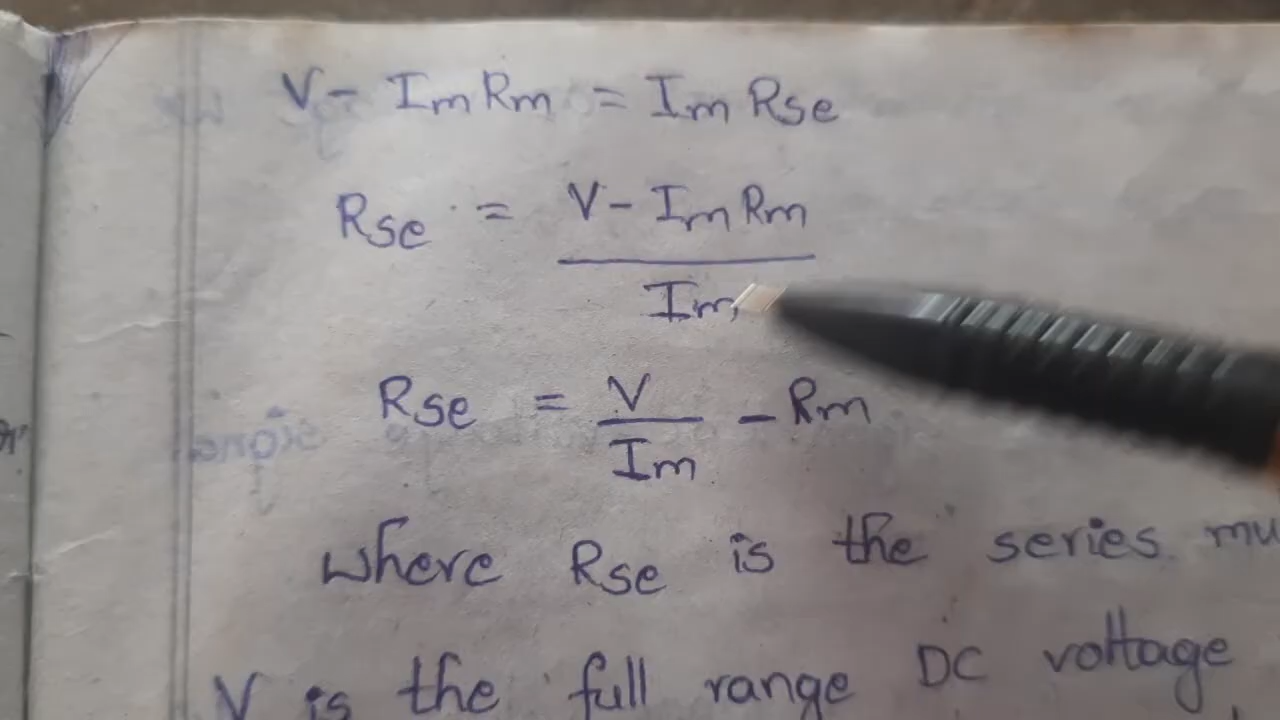 V - Im Rm = Im Rse
Rse = V - Im Rm
Im
Rse = V/Im - Rm
where Rse is the series mu
V is the full range DC voltage